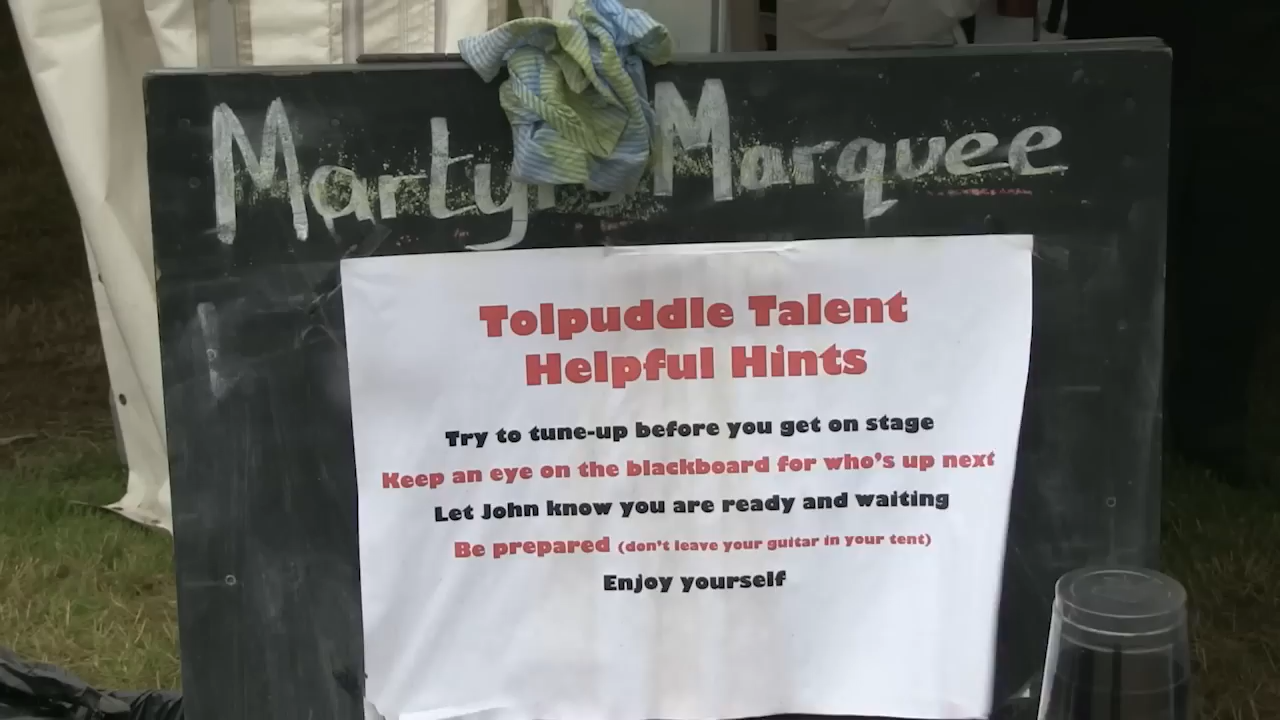 Martyrs Marquee
Tolpuddle Talent
Helpful Hints
Try to tune-up before you get on stage
Keep an eye on the blackboard for who's up next
Let John know you are ready and waiting
Be prepared (don't leave your guitar in your tent)
Enjoy yourself